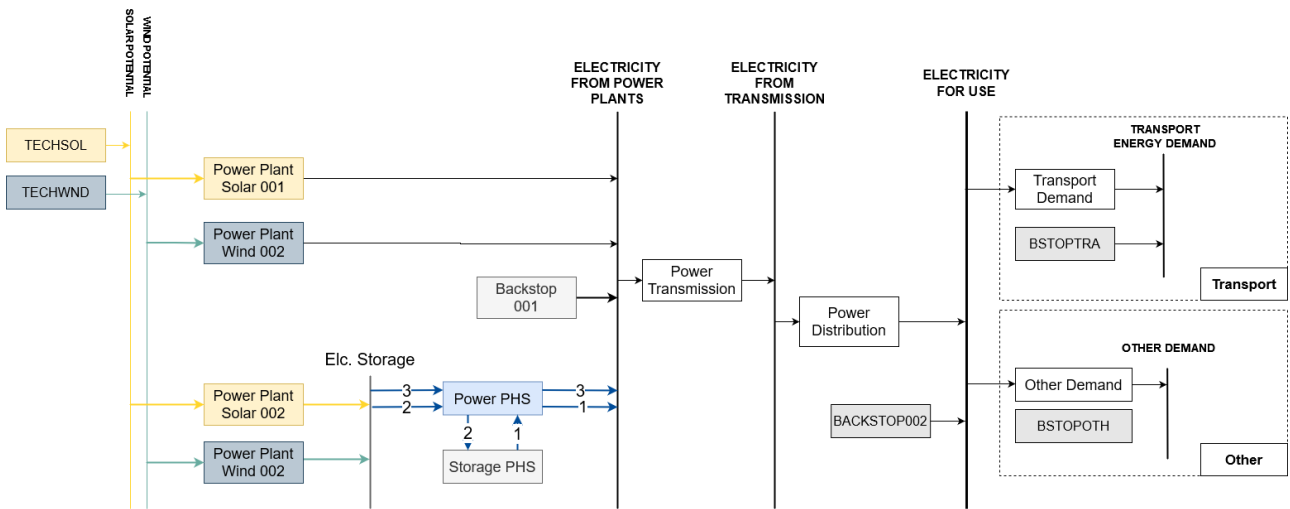 SOLAR POTENTIAL
WIND POTENTIAL
ELECTRICITY
FROM POWER
PLANTS
ELECTRICITY
FROM
TRANSMISSION
ELECTRICITY
FOR USE
TECHSOL
TECHWND
Power Plant
Solar 001
Power Plant
Wind 002
Backstop
001
Power
Transmission
Power
Distribution
TRANSPORT
ENERGY DEMAND
Transport
Demand
BSTOPTRA
Transport
Elc. Storage
Power Plant
Solar 002
Power Plant
Wind 002
3
2
Power PHS
3
1
2
1
Storage PHS
BACKSTOP002
OTHER DEMAND
Other Demand
BSTOPOTH
Other